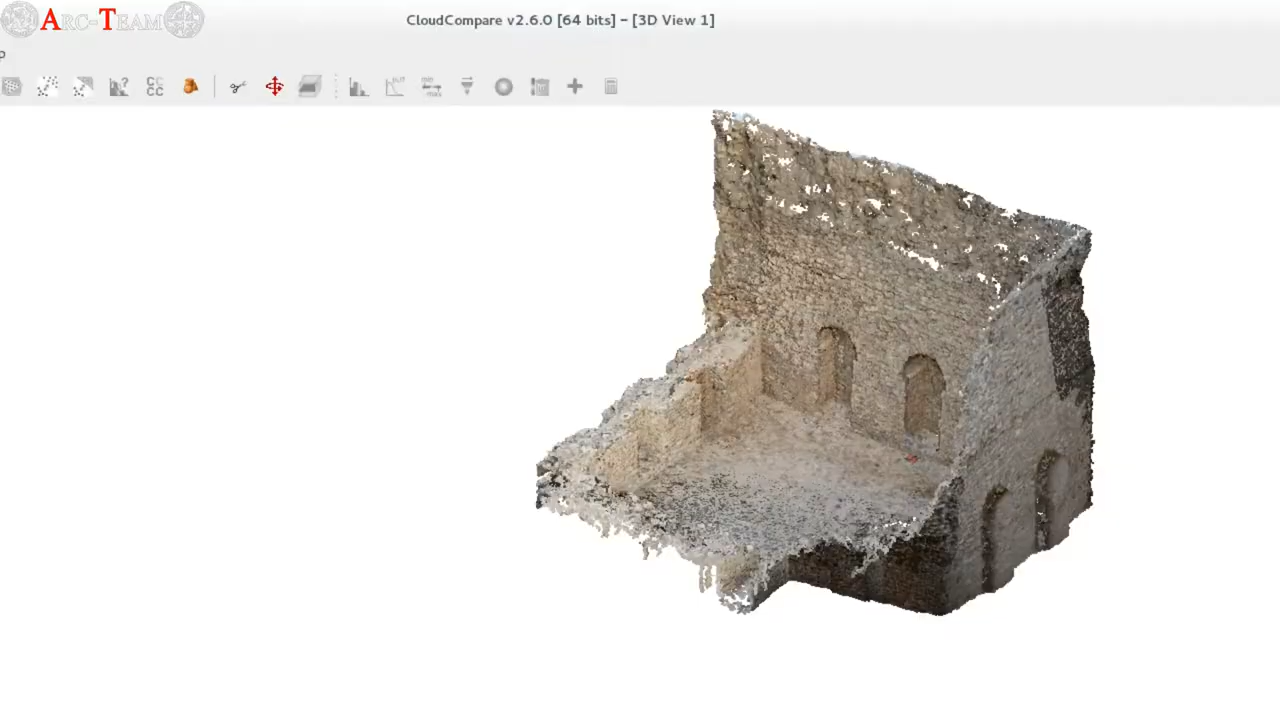 ARC-TEAM
CloudCompare v2.6.0 [64 bits] – [3D View 1]
p
CC
CC